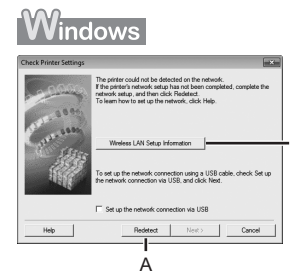 Windows
Check Printer Settings
The printer could not be detected on the network.
If the printer's network setup has not been completed, complete the
network setup, and then click Redetect.
To learn how to set up the network, click Help.
Wireless LAN Setup Information
To set up the network connection using a USB cable, check Set up
the network connection via USB, and click Next.
Set up the network connection via USB
Help
Redetect
Next >
Cancel
A